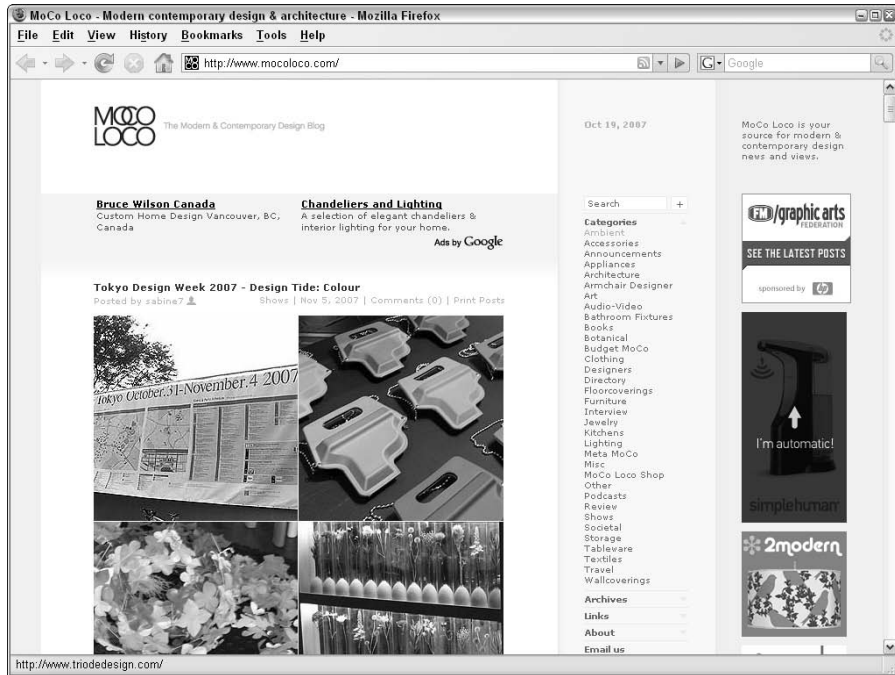 MoCo Loco - Modern contemporary design & architecture - Mozilla Firefox
File Edit View History Bookmarks Tools Help
http://www.mocoloco.com/
G Google
MOCO
LOCO
The Modern & Contemporary Design Blog
Oct 19, 2007
MoCo Loco is your
source for modern &
contemporary design
news and views.
Bruce Wilson Canada
Custom Home Design Vancouver, BC,
Canada
Chandeliers and Lighting
A selection of elegant chandeliers &
interior lighting for your home.
Ads by Google
Tokyo Design Week 2007 - Design Tide: Colour
Posted by sabine7
Shows | Nov 5, 2007 | Comments (0) | Print Posts
Tokyo October.31-November.4 2007
Search +
Categories
Ambient
Accessories
Announcements
Appliances
Architecture
Armchair Designer
Art
Audio-Video
Bathroom Fixtures
Books
Botanical
Budget MoCo
Clothing
Designers
Directory
Floorcoverings
Furniture
Interview
Jewelry
Kitchens
Lighting
Meta MoCo
Misc
MoCo Loco Shop
Other
Podcasts
Review
Shows
Societal
Storage
Tableware
Textiles
Travel
Wallcoverings
Archives
Links
About
Email us
FM/graphic arts
FEDERATION
SEE THE LATEST POSTS
sponsored by hp
I'm automatic!
simplehuman
2modern
http://www.triodedesign.com/